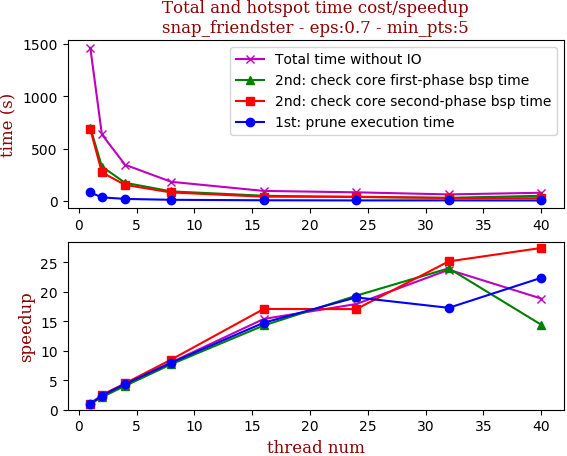 Total and hotspot time cost/speedup
snap_friendster - eps:0.7 - min_pts:5
time (s)
1500
1000
500
0
Total time without IO
2nd: check core first-phase bsp time
2nd: check core second-phase bsp time
1st: prune execution time
0 5 10 15 20 25 30 35 40
speedup
25
20
15
10
5
0
0 5 10 15 20 25 30 35 40
thread num